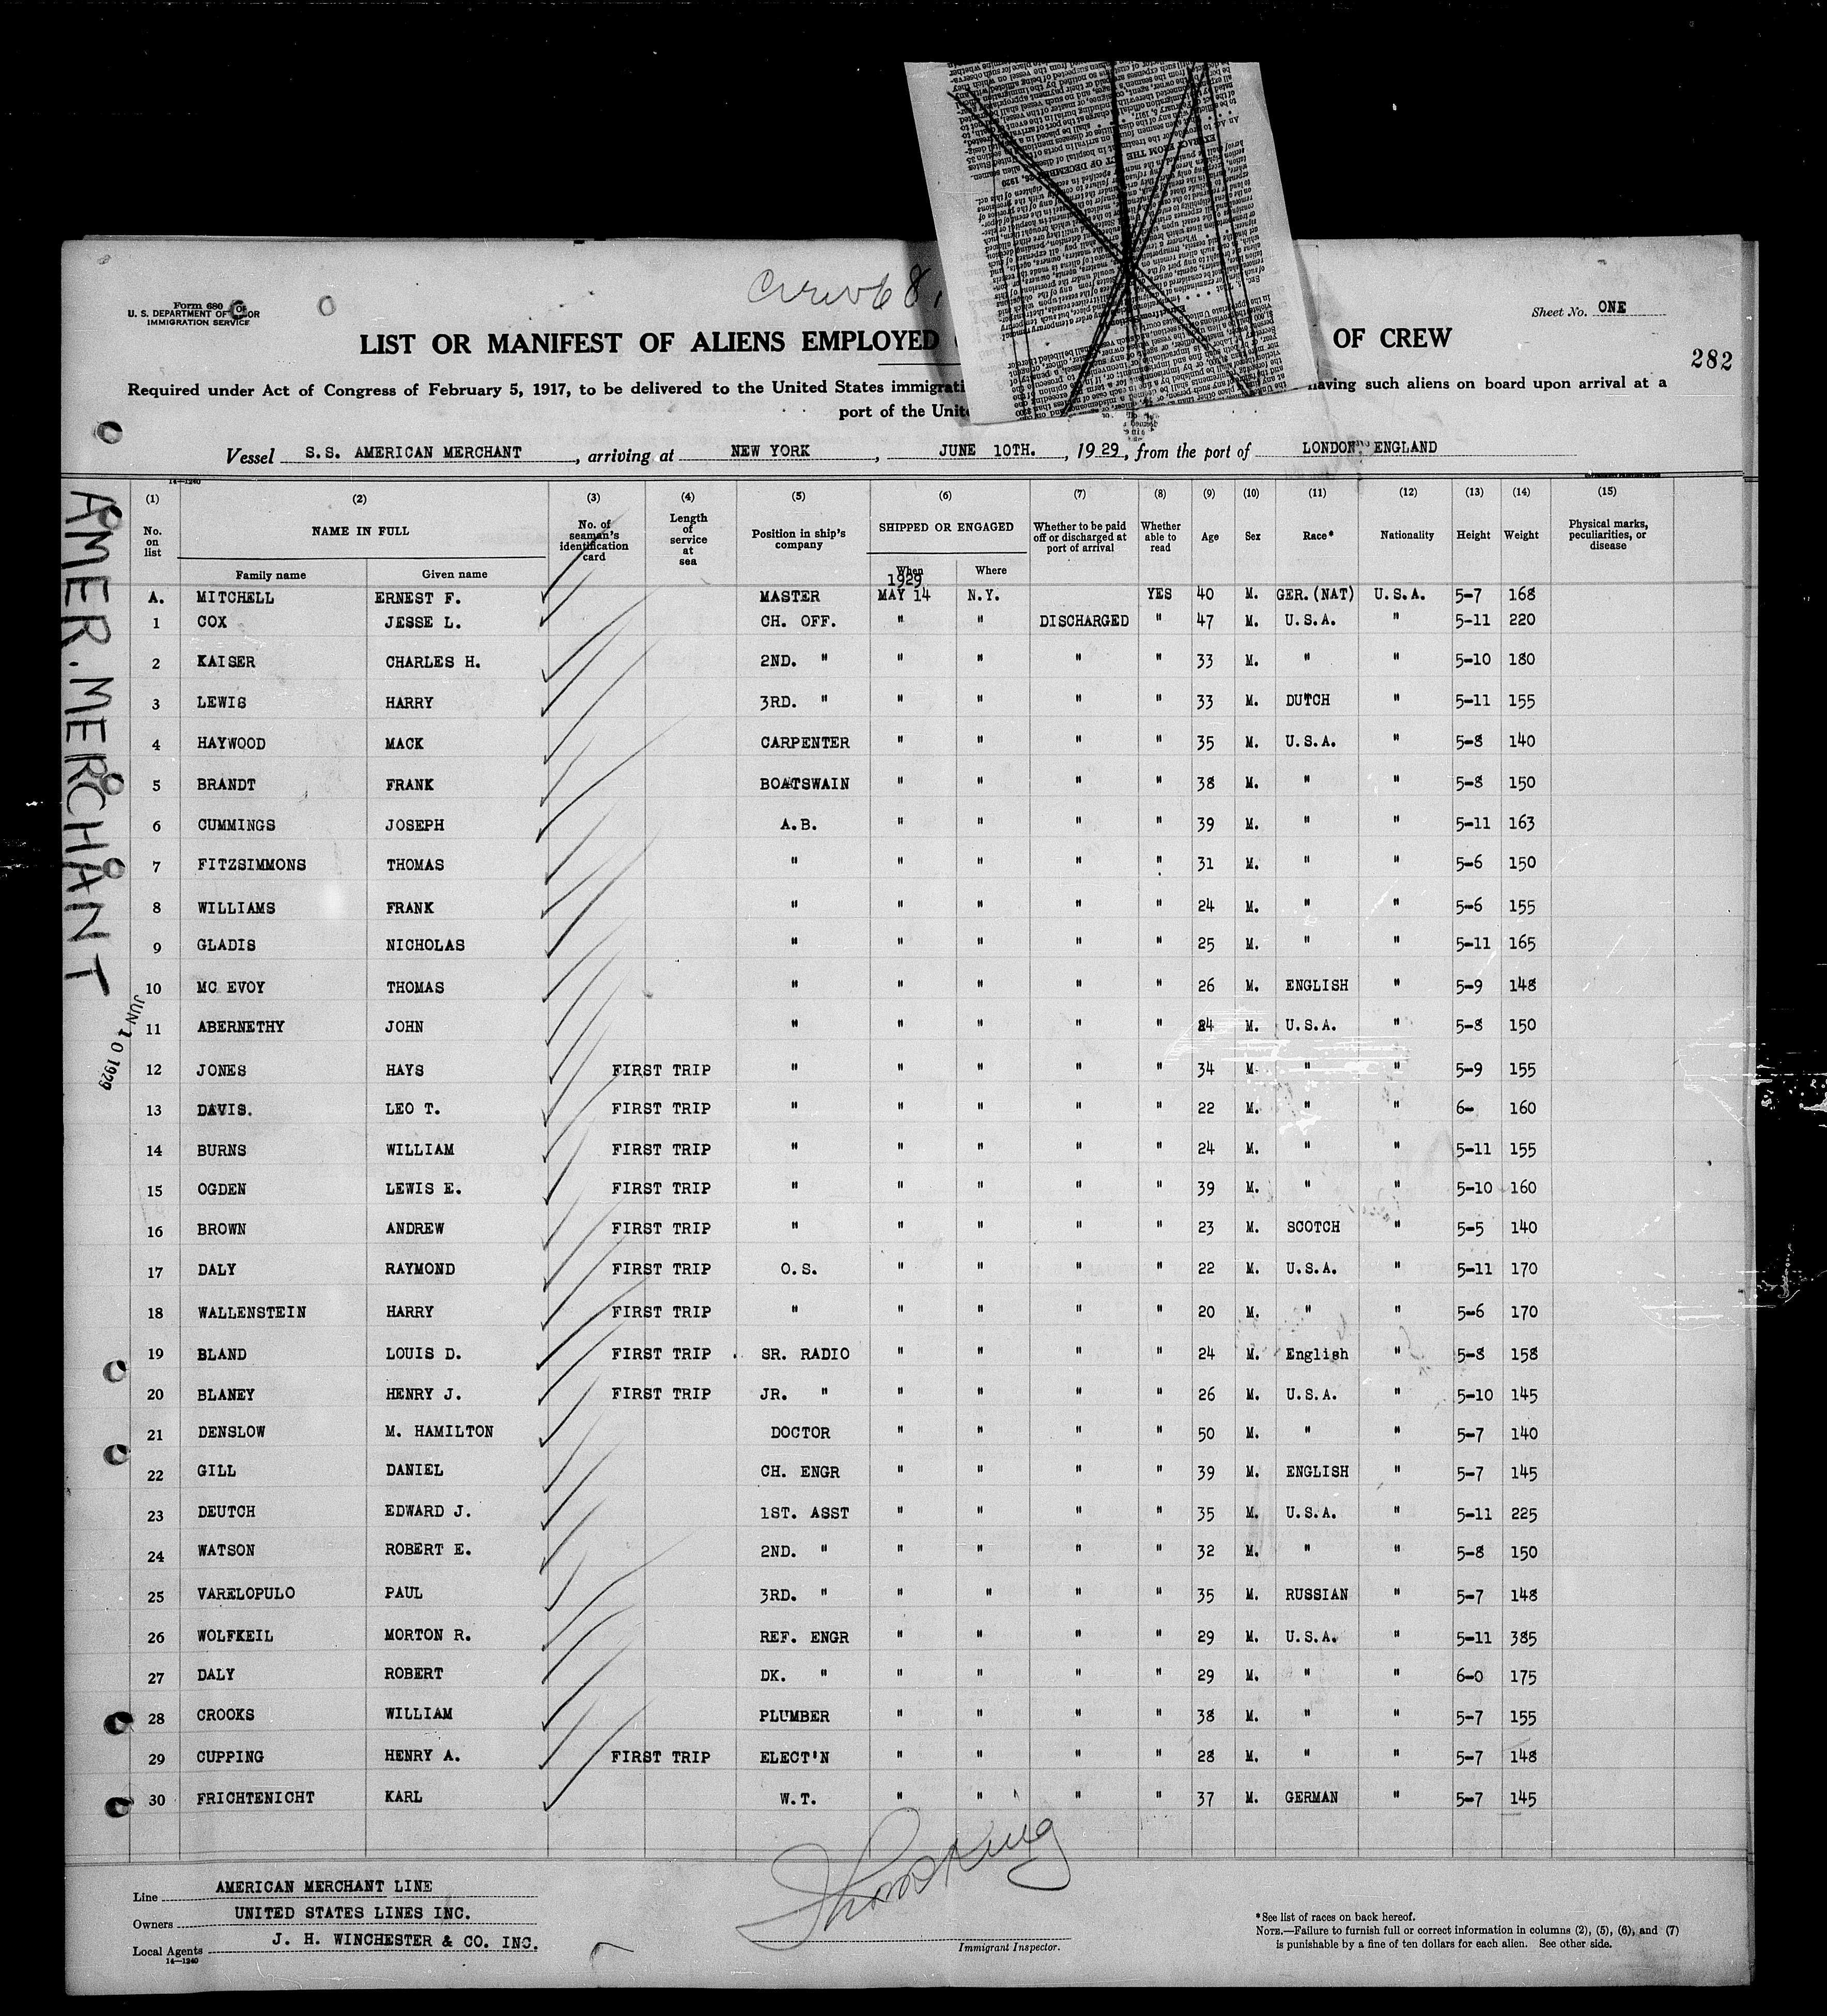 Form 680
U. S. DEPARTMENT OF LABOR
IMMIGRATION SERVICE
Crew 68
Sheet No. ONE
LIST OR MANIFEST OF ALIENS EMPLOYED
OF CREW
282
Required under Act of Congress of February 5, 1917, to be delivered to the United States immigrati
having such aliens on board upon arrival at a
port of the Unite
EXTRACT FROM THE ACT OF DECEMBER 26, 1920
Vessel S.S. AMERICAN MERCHANT, arriving at NEW YORK, JUNE 10TH., 1929, from the port of LONDON, ENGLAND
14—1240
(1) (2) (3) (4) (5) (6) (7) (8) (9) (10) (11) (12) (13) (14) (15)
No. on list
NAME IN FULL
Family name
Given name
No. of seaman's identification card
Length of service at sea
Position in ship's company
SHIPPED OR ENGAGED
When
1929
Where
Whether to be paid off or discharged at port of arrival
Whether able to read
Age
Sex
Race*
Nationality
Height
Weight
Physical marks, peculiarities, or disease
A. MITCHELL ERNEST F. MASTER MAY 14 N.Y. YES 40 M. GER.(NAT) U.S.A. 5-7 168
1 COX JESSE L. CH. OFF. " " DISCHARGED " 47 M. U.S.A. " 5-11 220
2 KAISER CHARLES H. 2ND. " " " " " 33 M. " " 5-10 180
3 LEWIS HARRY 3RD. " " " " " 33 M. DUTCH " 5-11 155
4 HAYWOOD MACK CARPENTER " " " " 35 M. U.S.A. " 5-8 140
5 BRANDT FRANK BOATSWAIN " " " " 38 M. " " 5-8 150
6 CUMMINGS JOSEPH A.B. " " " " 39 M. " " 5-11 163
7 FITZSIMMONS THOMAS " " " " " 31 M. " " 5-6 150
8 WILLIAMS FRANK " " " " " 24 M. " " 5-6 155
9 GLADIS NICHOLAS " " " " " 25 M. " " 5-11 165
10 MC EVOY THOMAS " " " " " 26 M. ENGLISH " 5-9 148
11 ABERNETHY JOHN " " " " " 24 M. U.S.A. " 5-8 150
12 JONES HAYS FIRST TRIP " " " " " 34 M. " " 5-9 155
13 DAVIS. LEO T. FIRST TRIP " " " " " 22 M. " " 6- 160
14 BURNS WILLIAM FIRST TRIP " " " " " 24 M. " " 5-11 155
15 OGDEN LEWIS E. FIRST TRIP " " " " " 39 M. " " 5-10 160
16 BROWN ANDREW FIRST TRIP " " " " " 23 M. SCOTCH " 5-5 140
17 DALY RAYMOND FIRST TRIP O.S. " " " " 22 M. U.S.A. " 5-11 170
18 WALLENSTEIN HARRY FIRST TRIP " " " " " 20 M. " " 5-6 170
19 BLAND LOUIS D. FIRST TRIP . SR. RADIO " " " " 24 M. English " 5-8 158
20 BLANEY HENRY J. FIRST TRIP JR. " " " " " 26 M. U.S.A. " 5-10 145
21 DENSLOW M. HAMILTON DOCTOR " " " " 50 M. " " 5-7 140
22 GILL DANIEL CH. ENGR " " " " 39 M. ENGLISH " 5-7 145
23 DEUTCH EDWARD J. 1ST. ASST " " " " 35 M. U.S.A. " 5-11 225
24 WATSON ROBERT E. 2ND. " " " " " 32 M. " " 5-8 150
25 VARELOPULO PAUL 3RD. " " " " " 35 M. RUSSIAN " 5-7 148
26 WOLFKEIL MORTON R. REF. ENGR " " " " 29 M. U.S.A. " 5-11 385
27 DALY ROBERT DK. " " " " " 29 M. " " 6-0 175
28 CROOKS WILLIAM PLUMBER " " " " 38 M. " " 5-7 155
29 CUPPING HENRY A. FIRST TRIP ELECT'N " " " " 28 M. " " 5-7 148
30 FRICHTENICHT KARL W.T. " " " " 37 M. GERMAN " 5-7 145
AMER. MERCHANT
JUN 10 1929
Line AMERICAN MERCHANT LINE
Owners UNITED STATES LINES INC.
Local Agents J. H. WINCHESTER & CO. INC.
14—1240
Immigrant Inspector.
*See list of races on back hereof.
NOTE.—Failure to furnish full or correct information in columns (2), (5), (6), and (7)
is punishable by a fine of ten dollars for each alien. See other side.